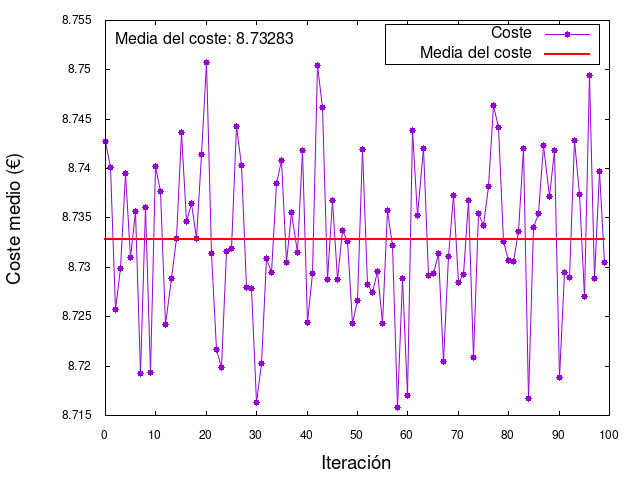 Media del coste: 8.73283
Coste
Media del coste
Coste medio (€)
8.755
8.75
8.745
8.74
8.735
8.73
8.725
8.72
8.715
0 10 20 30 40 50 60 70 80 90 100
Iteración